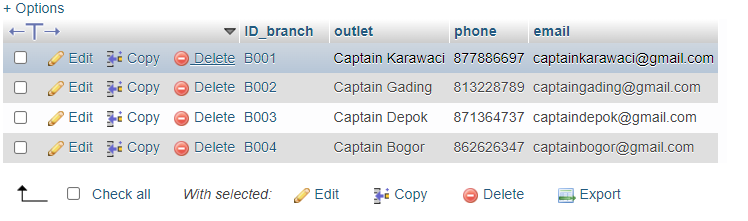 + Options
ID_branch outlet phone email
Edit Copy Delete B001 Captain Karawaci 877886697 captainkarawaci@gmail.com
Edit Copy Delete B002 Captain Gading 813228789 captaingading@gmail.com
Edit Copy Delete B003 Captain Depok 871364737 captaindepok@gmail.com
Edit Copy Delete B004 Captain Bogor 862626347 captainbogor@gmail.com
Check all With selected: Edit Copy Delete Export